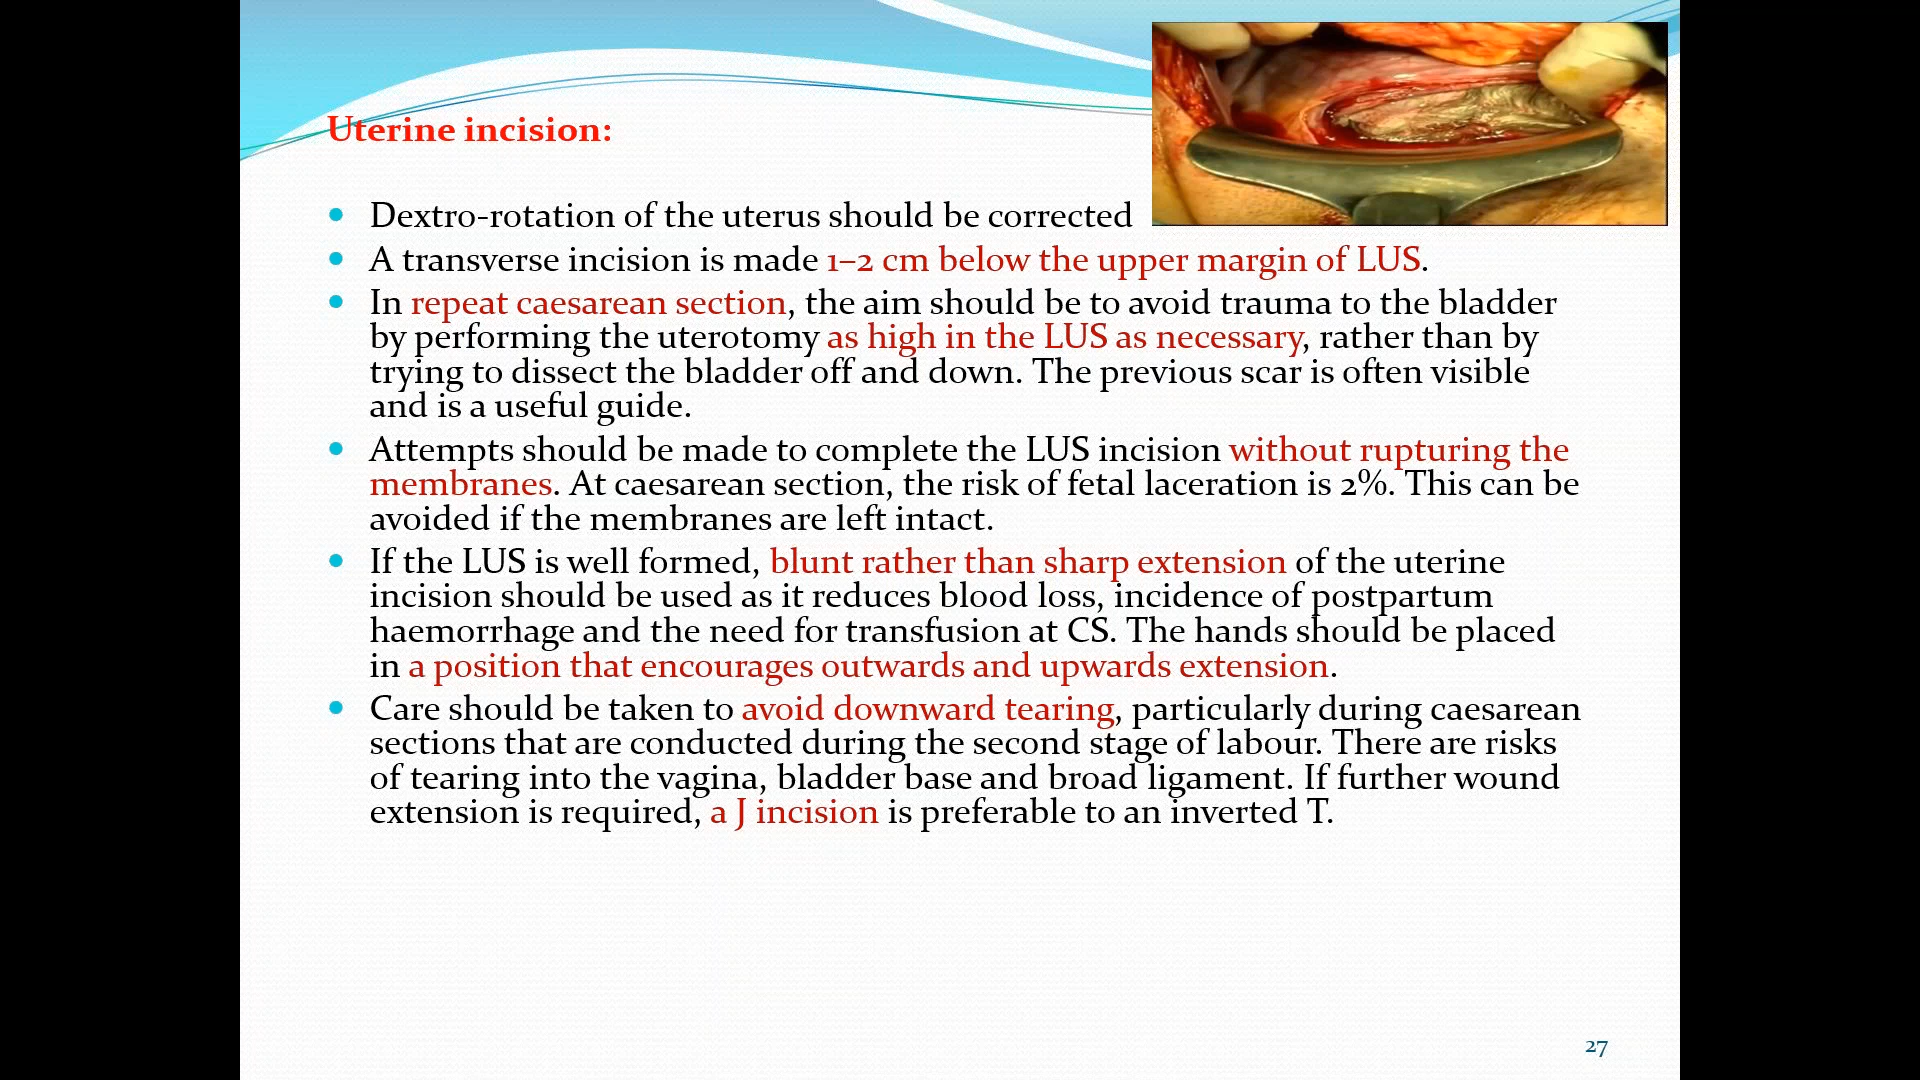 Uterine incision:
Dextro-rotation of the uterus should be corrected
A transverse incision is made 1–2 cm below the upper margin of LUS.
In repeat caesarean section, the aim should be to avoid trauma to the bladder
by performing the uterotomy as high in the LUS as necessary, rather than by
trying to dissect the bladder off and down. The previous scar is often visible
and is a useful guide.
Attempts should be made to complete the LUS incision without rupturing the
membranes. At caesarean section, the risk of fetal laceration is 2%. This can be
avoided if the membranes are left intact.
If the LUS is well formed, blunt rather than sharp extension of the uterine
incision should be used as it reduces blood loss, incidence of postpartum
haemorrhage and the need for transfusion at CS. The hands should be placed
in a position that encourages outwards and upwards extension.
Care should be taken to avoid downward tearing, particularly during caesarean
sections that are conducted during the second stage of labour. There are risks
of tearing into the vagina, bladder base and broad ligament. If further wound
extension is required, a J incision is preferable to an inverted T.
27